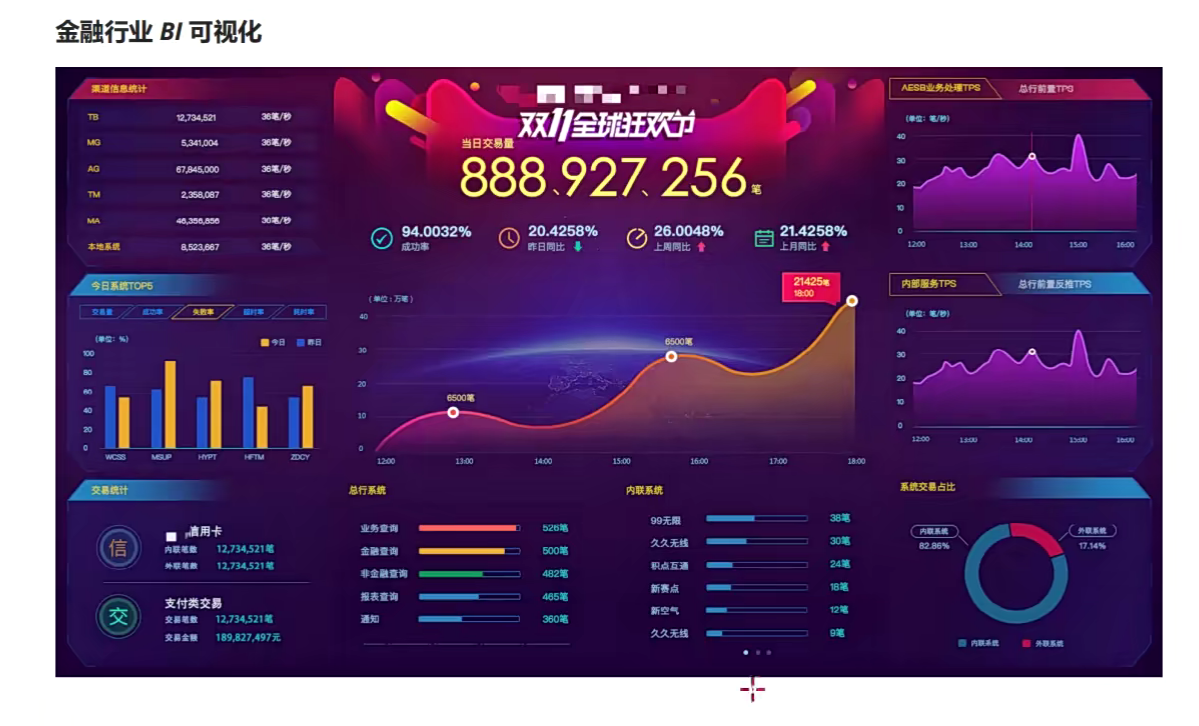 金融行业 BI 可视化
渠道信息统计
TB 12,734,521 36笔/秒
MG 5,341,004 36笔/秒
AG 67,845,000 36笔/秒
TM 2,358,087 36笔/秒
MA 46,356,856 36笔/秒
本地系统 8,523,667 36笔/秒
双11全球狂欢节
当日交易量
888、927、256 笔
94.0032%
成功率
20.4258%
昨日同比
26.0048%
上周同比
21.4258%
上月同比
AESB业务处理TPS 总行前置TPS
(单位: 笔/秒)
40
30
20
10
0
12:00 13:00 14:00 15:00 16:00
今日系统TOP5
交易量 成功率 失败率 超时率 耗时率
(单位: %)
今日 昨日
100
80
60
40
20
0
WCSS MSUP HYPT HFTM ZDCY
(单位: 万笔)
40
30
20
10
0
6500笔
6500笔
21425笔
18:00
12:00 13:00 14:00 15:00 16:00 17:00 18:00
内部服务TPS 总行前置反推TPS
(单位: 笔/秒)
40
30
20
10
0
12:00 13:00 14:00 15:00 16:00
交易统计
信
信用卡
内联笔数 12,734,521笔
外联笔数 12,734,521笔
交
支付类交易
交易笔数 12,734,521笔
交易金额 189,827,497元
总行系统
业务查询 526笔
金融查询 500笔
非金融查询 482笔
报表查询 465笔
通知 360笔
内联系统
99无限 38笔
久久无线 30笔
积点互通 24笔
新赛点 18笔
新空气 12笔
久久无线 9笔
系统交易占比
内联系统
82.86%
外联系统
17.14%
内联系统 外联系统